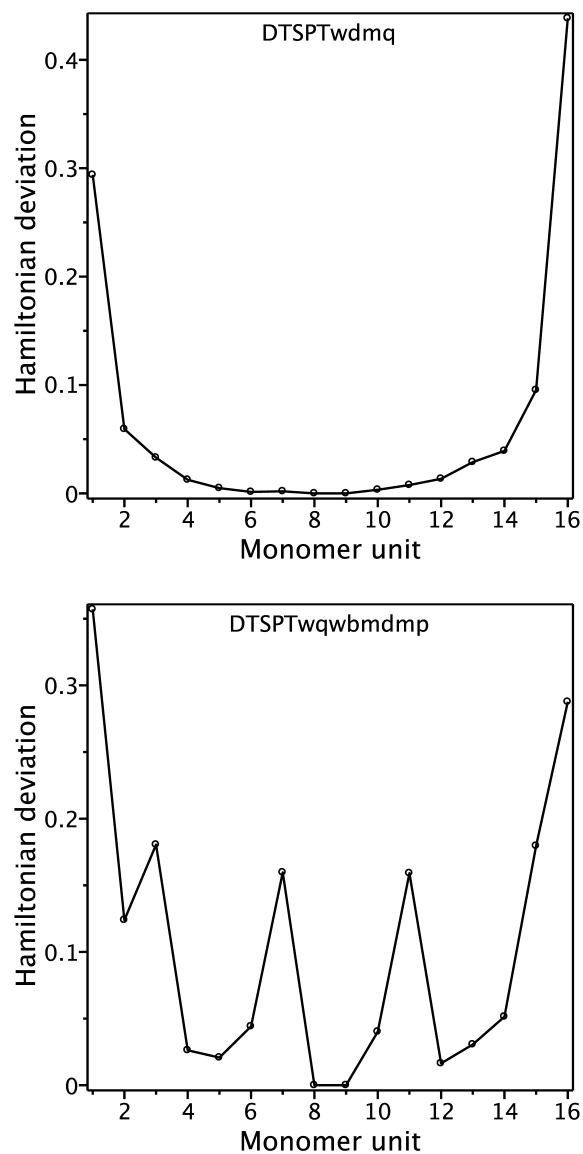 DTSPTwdmq
Hamiltonian deviation
0.4
0.3
0.2
0.1
0
2 4 6 8 10 12 14 16
Monomer unit
DTSPTwqwbmdmp
Hamiltonian deviation
0.3
0.2
0.1
0
2 4 6 8 10 12 14 16
Monomer unit